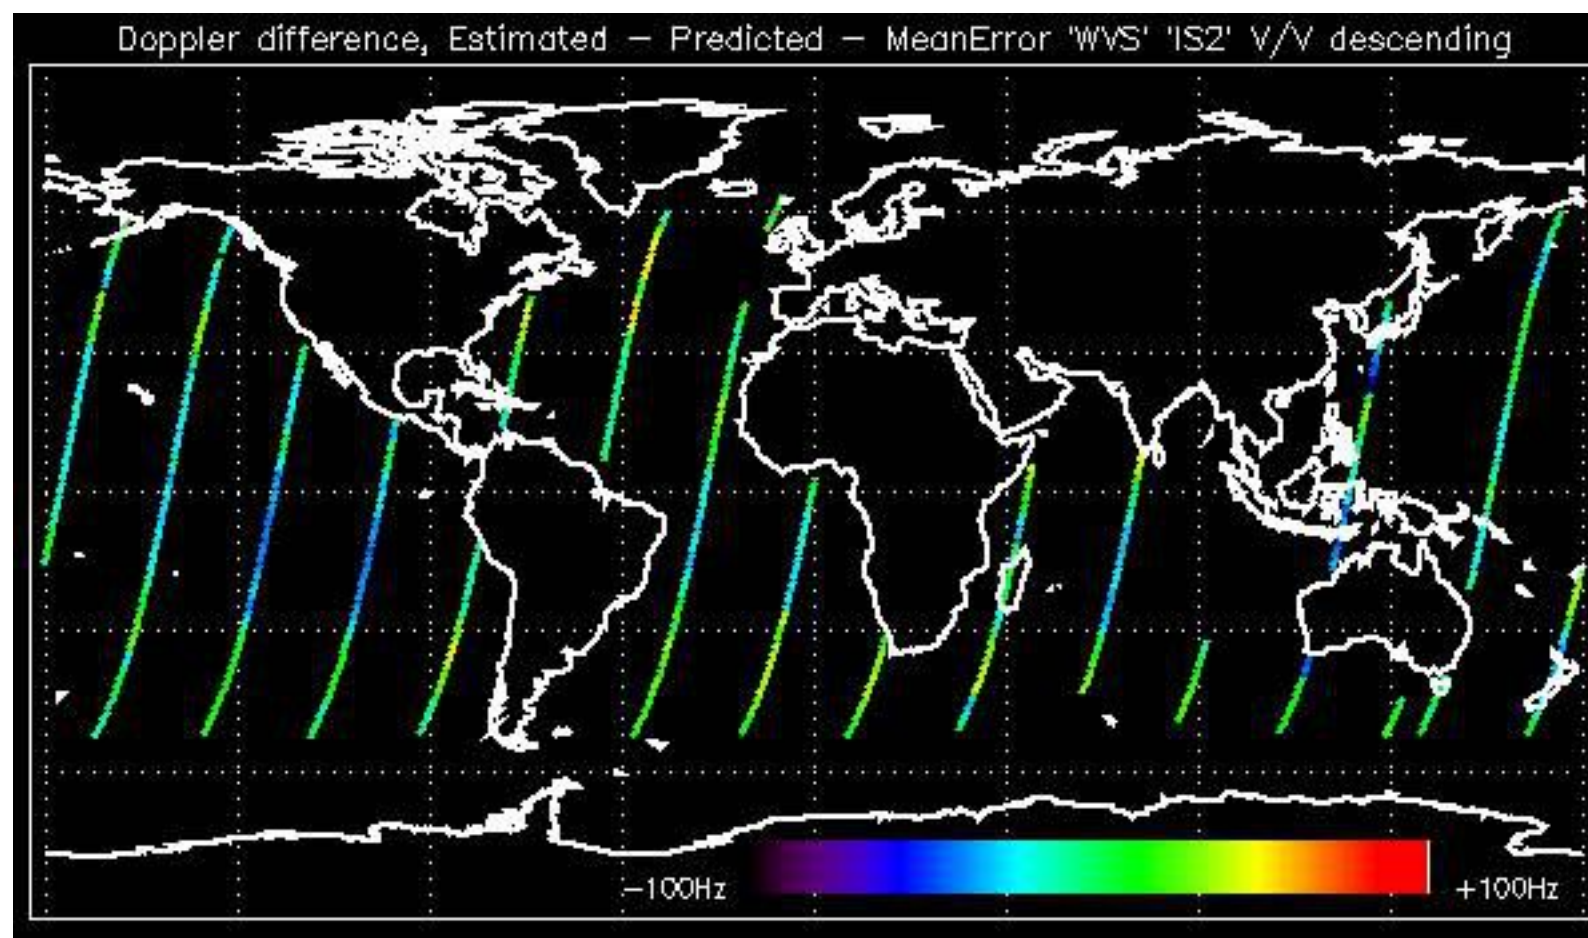 Doppler difference, Estimated − Predicted − MeanError 'WVS' 'IS2' V/V descending
−100Hz +100Hz